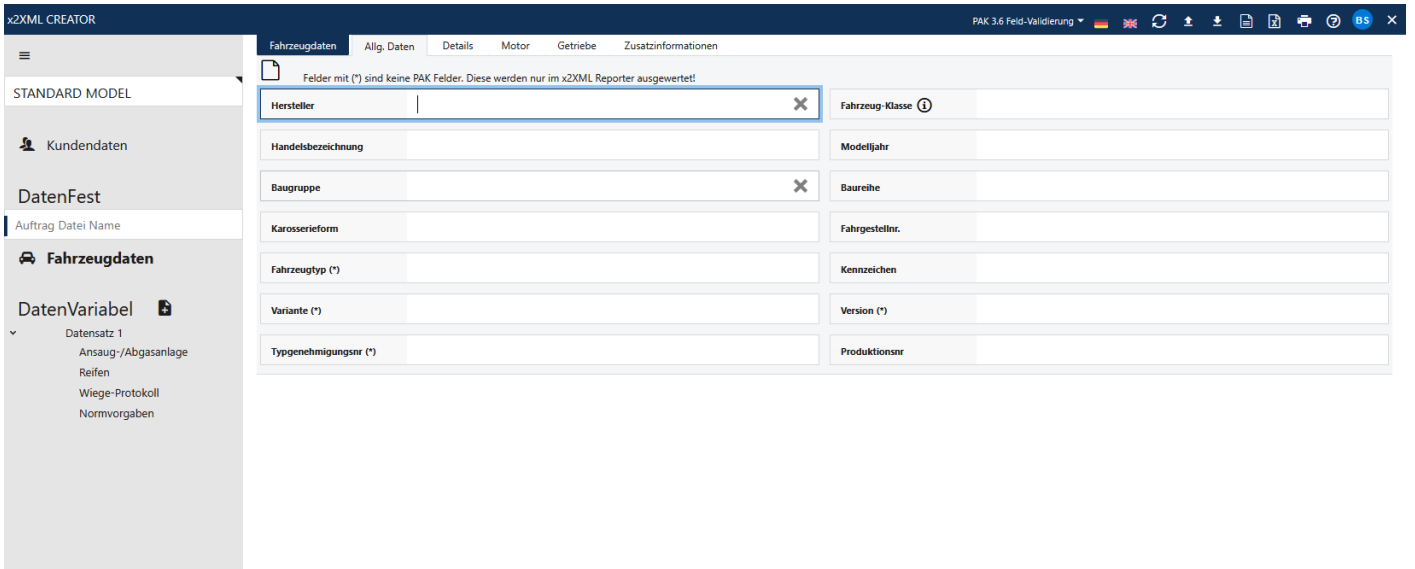 x2XML CREATOR
PAK 3.6 Feld-Validierung
BS
STANDARD MODEL
Kundendaten
DatenFest
Auftrag Datei Name
Fahrzeugdaten
DatenVariabel
Datensatz 1
Ansaug-/Abgasanlage
Reifen
Wiege-Protokoll
Normvorgaben
Fahrzeugdaten Allg. Daten Details Motor Getriebe Zusatzinformationen
Felder mit (*) sind keine PAK Felder. Diese werden nur im x2XML Reporter ausgewertet!
Hersteller Fahrzeug-Klasse
Handelsbezeichnung Modelljahr
Baugruppe Baureihe
Karosserieform Fahrgestellnr.
Fahrzeugtyp (*) Kennzeichen
Variante (*) Version (*)
Typgenehmigungsnr (*) Produktionsnr